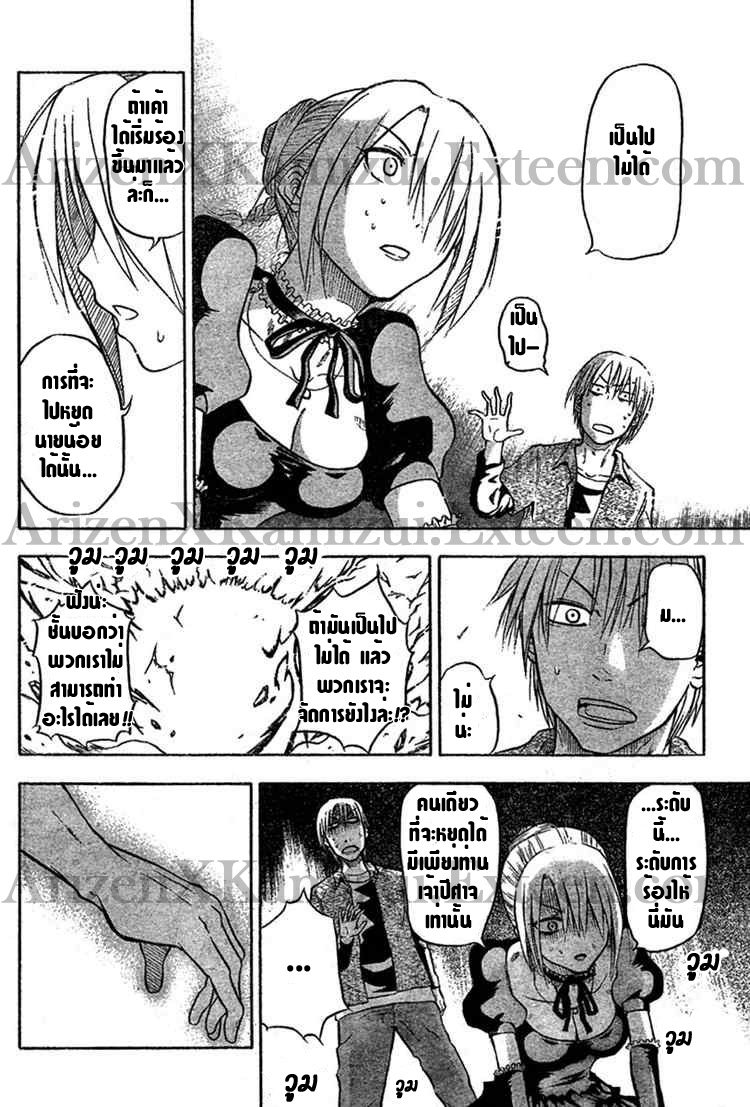 เป็นไป
ไม่ได้
เป็น
ไป-
ถ้าเค้า
ได้เริ่มร้อง
ขึ้นมาแล้ว
ล่ะก็...
การที่จะ
ไปหยุด
นายน้อย
ได้นั้น...
ArizenXKamizui.Exteen.com
ArizenXKamizui.Exteen.com
ม...
ไม่
น่ะ
วูม วูม วูม วูม วูม
ถ้ามันเป็นไป
ไม่ได้ แล้ว
พวกเราจะ
จัดการยังไงล่ะ!?
ฟังนะ
ชั้นบอกว่า
พวกเราไม่
สามารถทำ
อะไรได้เลย!!
...ระดับ
นี้...
ระดับการ
ร้องไห้
นี่มัน
คนเดียว
ที่จะหยุดได้
มีเพียงท่าน
เจ้าปีศาจ
เท่านั้น
...
วูม
วูม
วูม
วูม
ArizenXKamizui.Exteen.com